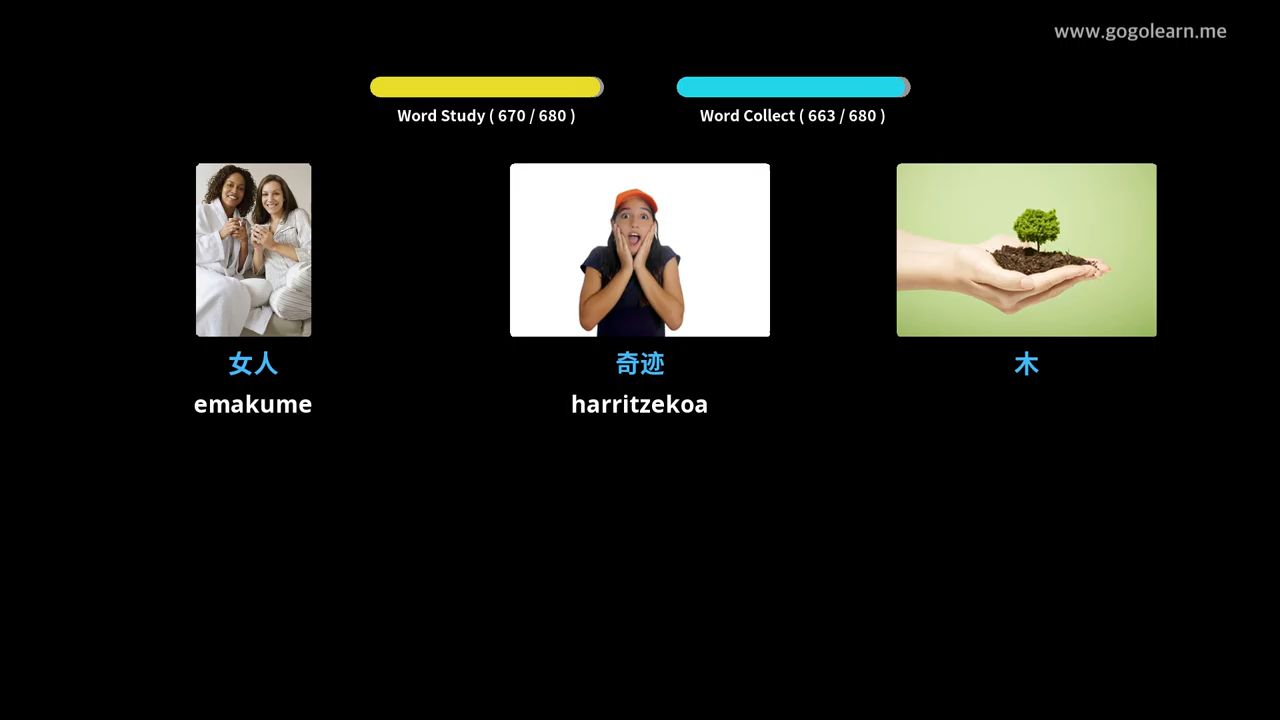 www.gogolearn.me
Word Study ( 670 / 680 )
Word Collect ( 663 / 680 )
女人
奇迹
木
emakume
harritzekoa